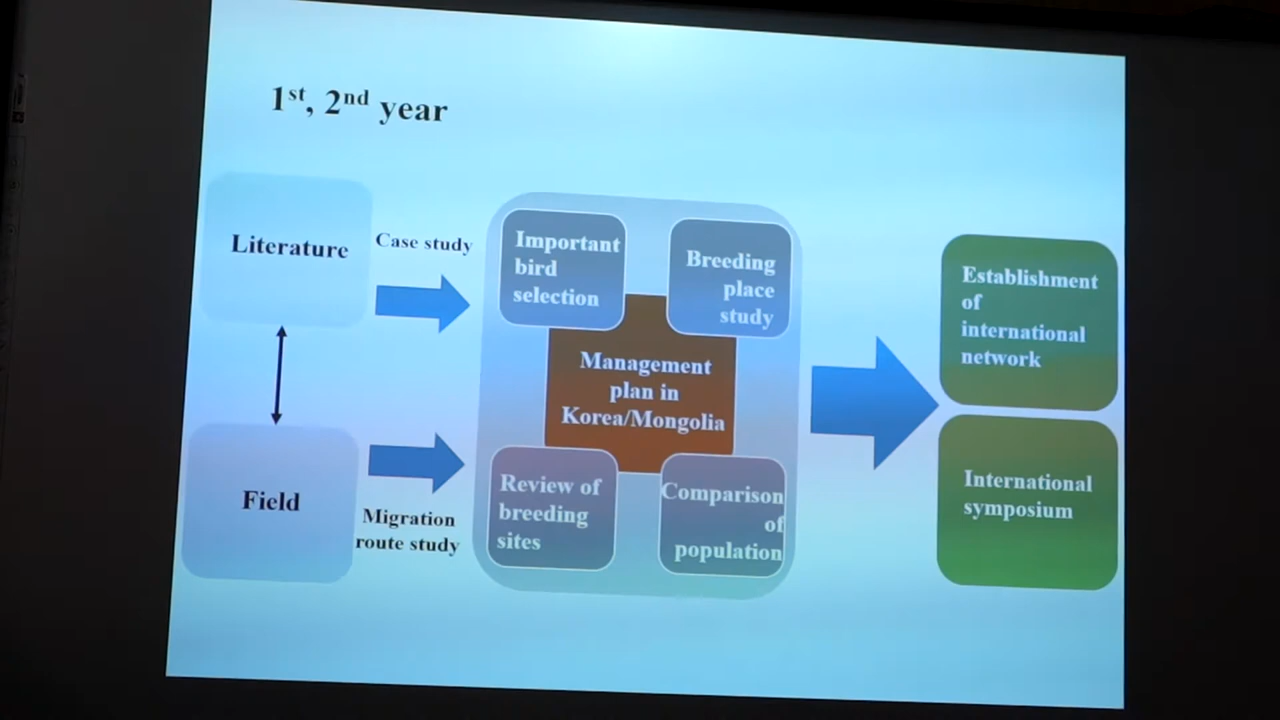 1st, 2nd year
Literature
Case study
Field
Migration
route study
Important
bird
selection
Breeding
place
study
Management
plan in
Korea/Mongolia
Review of
breeding
sites
Comparison
of
population
Establishment
of
international
network
International
symposium